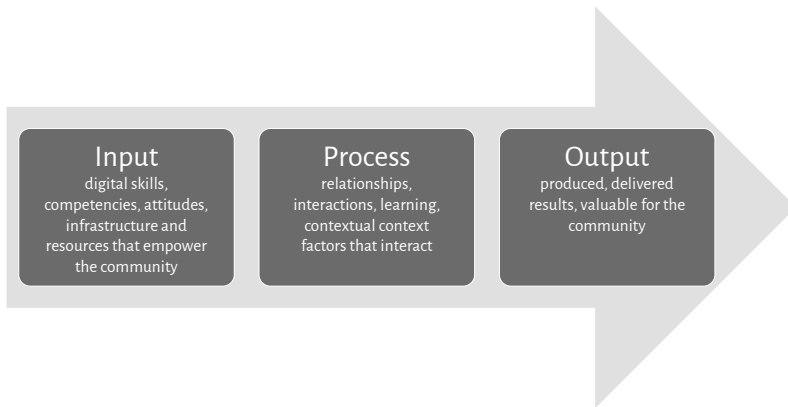 Input
digital skills,
competencies, attitudes,
infrastructure and
resources that empower
the community
Process
relationships,
interactions, learning,
contextual context
factors that interact
Output
produced, delivered
results, valuable for the
community